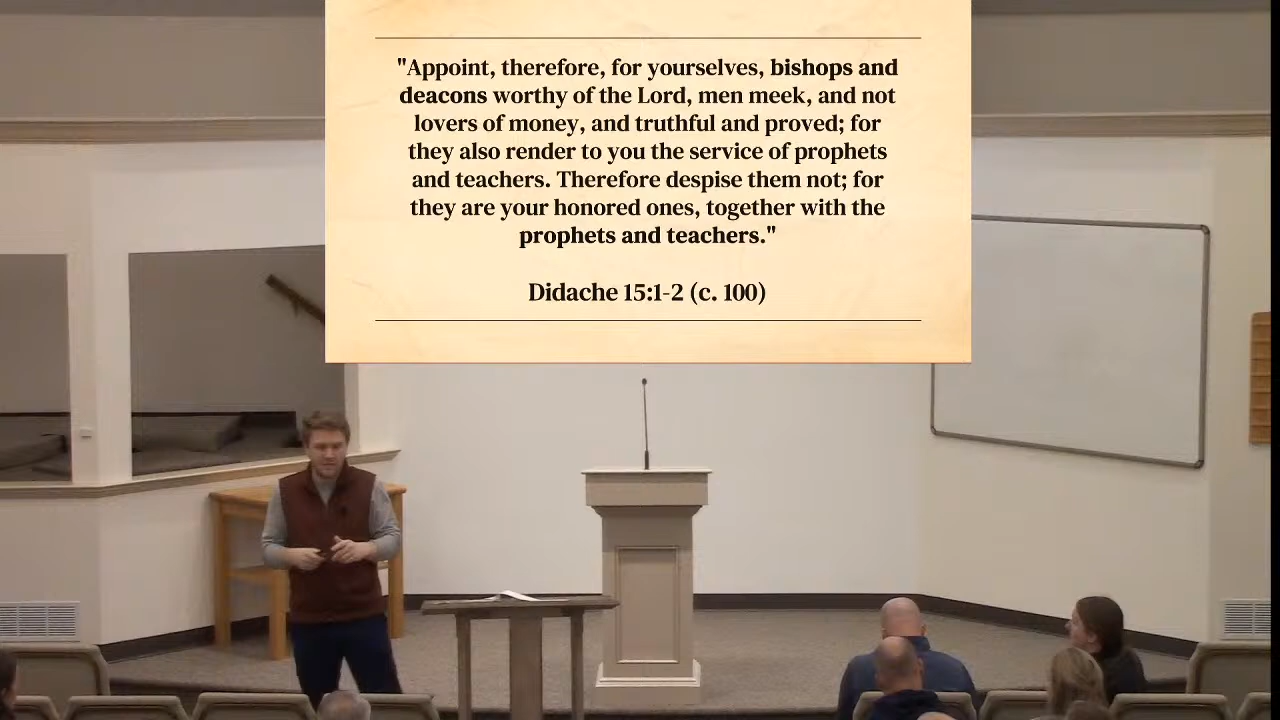 "Appoint, therefore, for yourselves, bishops and
deacons worthy of the Lord, men meek, and not
lovers of money, and truthful and proved; for
they also render to you the service of prophets
and teachers. Therefore despise them not; for
they are your honored ones, together with the
prophets and teachers."
Didache 15:1-2 (c. 100)